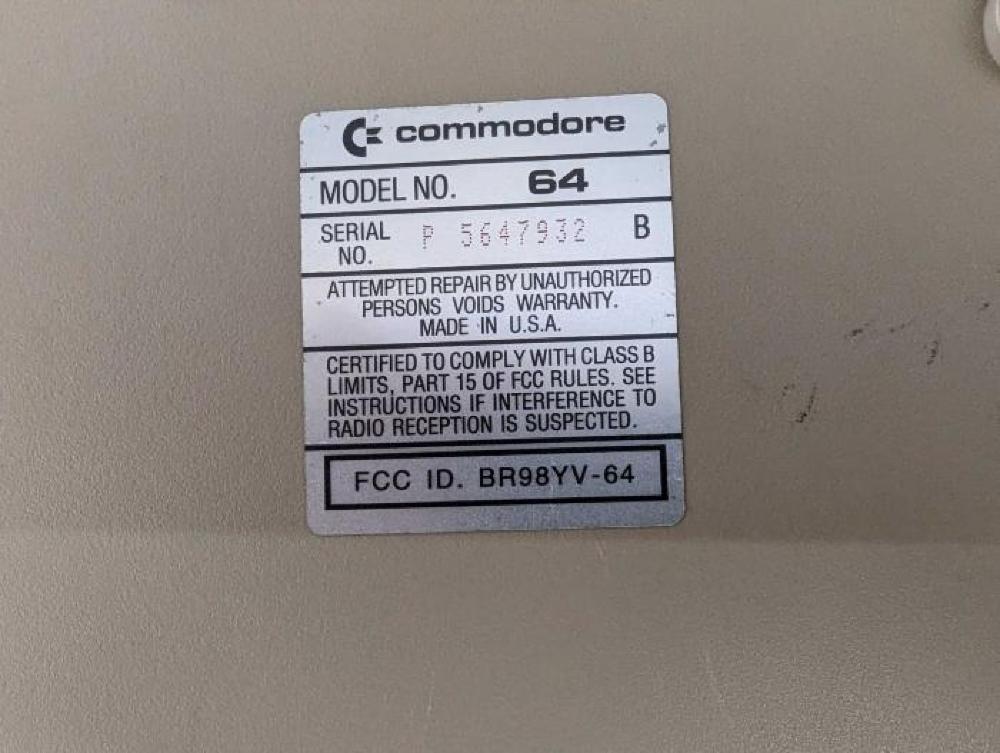 commodore
MODEL NO. 64
SERIAL NO. P 5647932 B
ATTEMPTED REPAIR BY UNAUTHORIZED
PERSONS VOIDS WARRANTY.
MADE IN U.S.A.
CERTIFIED TO COMPLY WITH CLASS B
LIMITS, PART 15 OF FCC RULES. SEE
INSTRUCTIONS IF INTERFERENCE TO
RADIO RECEPTION IS SUSPECTED.
FCC ID. BR98YV-64